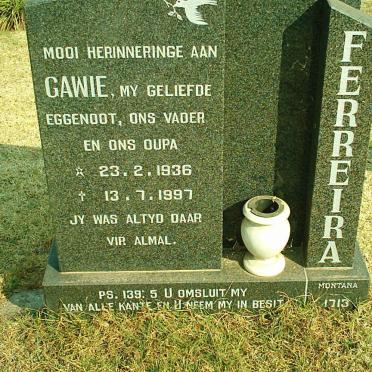 MOOI HERINNERINGE AAN
GAWIE, MY GELIEFDE
EGGENOOT, ONS VADER
EN ONS OUPA
☆ 23.2.1936
† 13.7.1997
JY WAS ALTYD DAAR
VIR ALMAL.
FERREIRA
PS. 139:5 U OMSLUIT MY
VAN ALLE KANTE EN U NEEM MY IN BESIT
MONTANA
1713